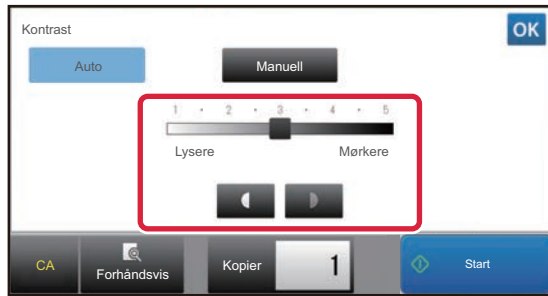 Kontrast
OK
Auto
Manuell
1 · 2 · 3 · 4 · 5
Lysere
Mørkere
CA
Forhåndsvis
Kopier
1
Start